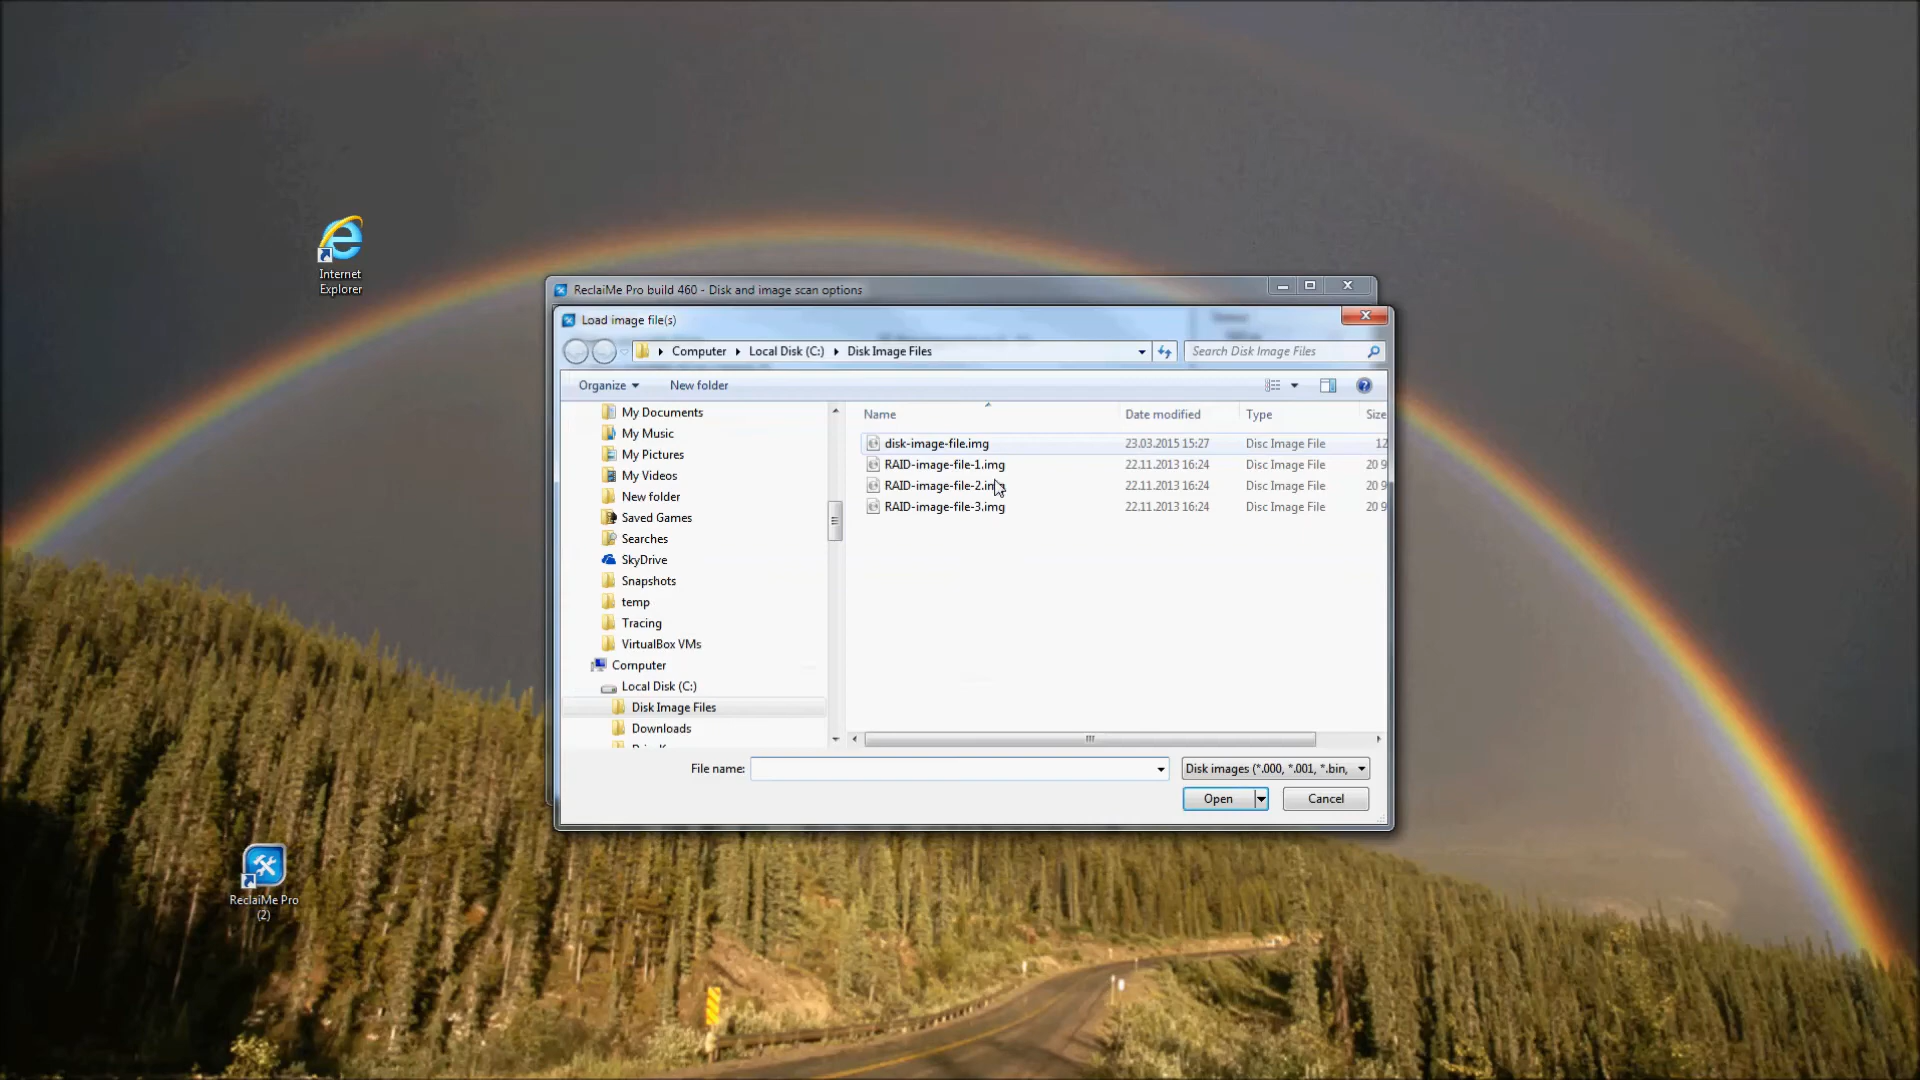 Internet
Explorer
ReclaiMe Pro build 460 - Disk and image scan options
Load image file(s)
Computer
Local Disk (C:)
Disk Image Files
Search Disk Image Files
Organize
New folder
My Documents
My Music
My Pictures
My Videos
New folder
Saved Games
Searches
SkyDrive
Snapshots
temp
Tracing
VirtualBox VMs
Computer
Local Disk (C:)
Disk Image Files
Downloads
Name Date modified Type Size
disk-image-file.img 23.03.2015 15:27 Disc Image File 12
RAID-image-file-1.img 22.11.2013 16:24 Disc Image File 20 9
RAID-image-file-2.img 22.11.2013 16:24 Disc Image File 20 9
RAID-image-file-3.img 22.11.2013 16:24 Disc Image File 20 9
File name:
Disk images (*.000, *.001, *.bin,
Open
Cancel
ReclaiMe Pro
(2)